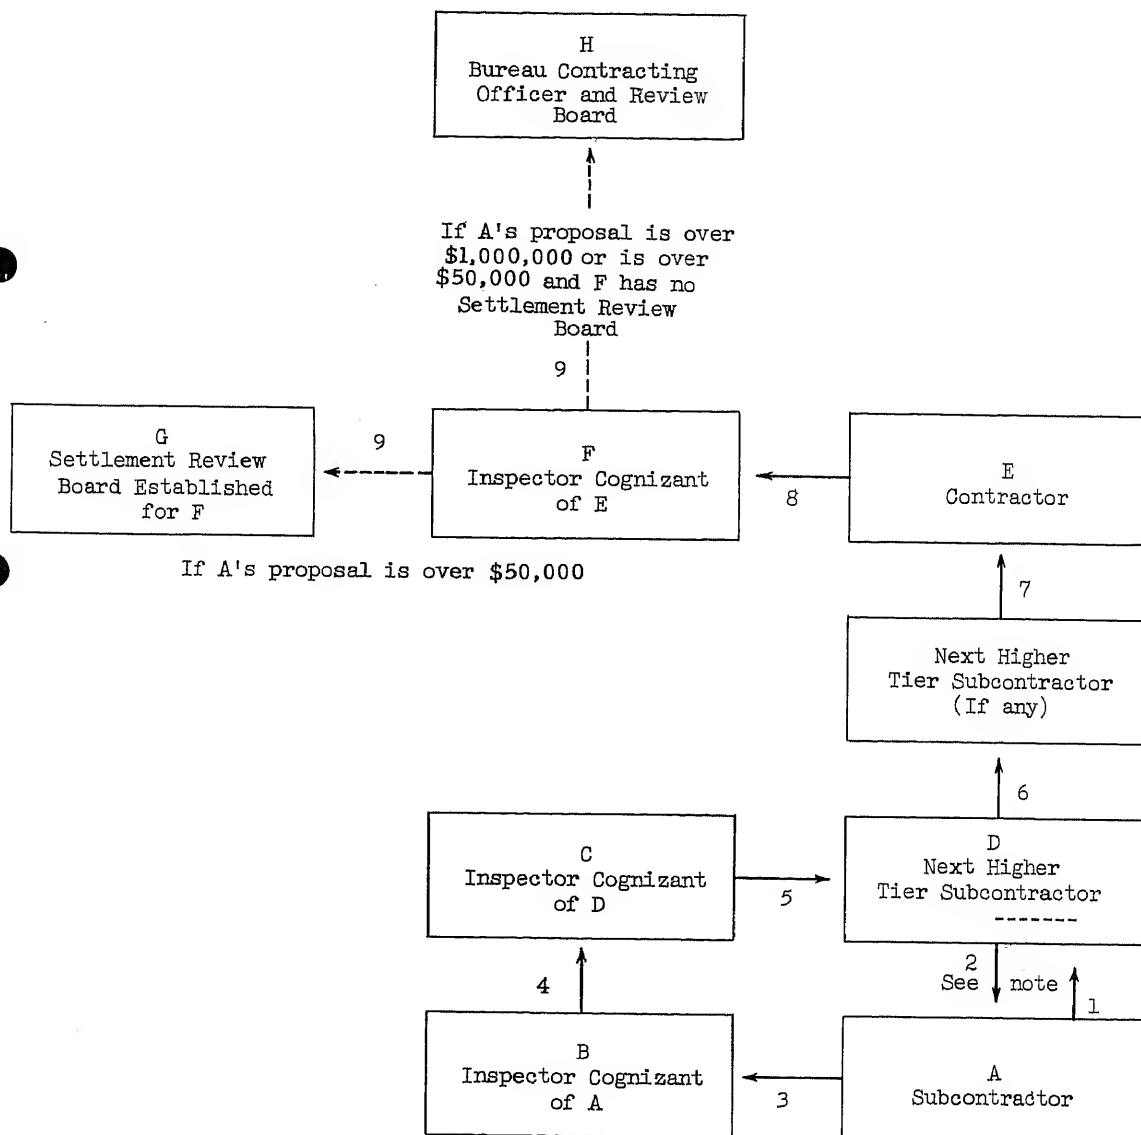 H
Bureau Contracting
Officer and Review
Board
If A's proposal is over
$1,000,000 or is over
$50,000 and F has no
Settlement Review
Board
9
G
Settlement Review
Board Established
for F
9
F
Inspector Cognizant
of E
8
E
Contractor
If A's proposal is over $50,000
7
Next Higher
Tier Subcontractor
(If any)
6
C
Inspector Cognizant
of D
5
D
Next Higher
Tier Subcontractor
-------
4
2
See note
1
B
Inspector Cognizant
of A
3
A
Subcontractor